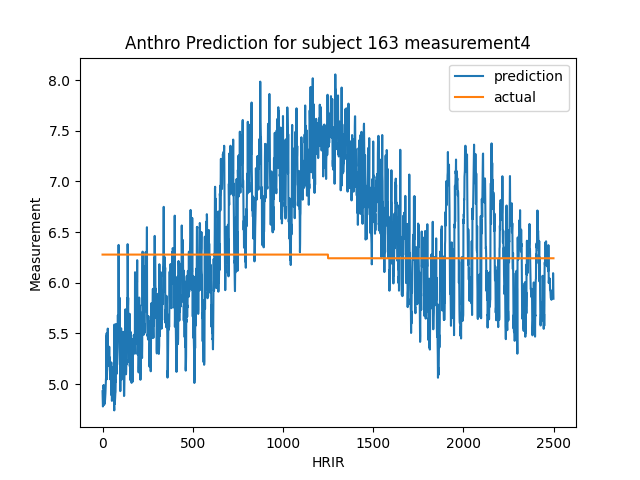 Anthro Prediction for subject 163 measurement4
prediction
actual
8.0
7.5
7.0
6.5
6.0
5.5
5.0
Measurement
0
500
1000
1500
2000
2500
HRIR